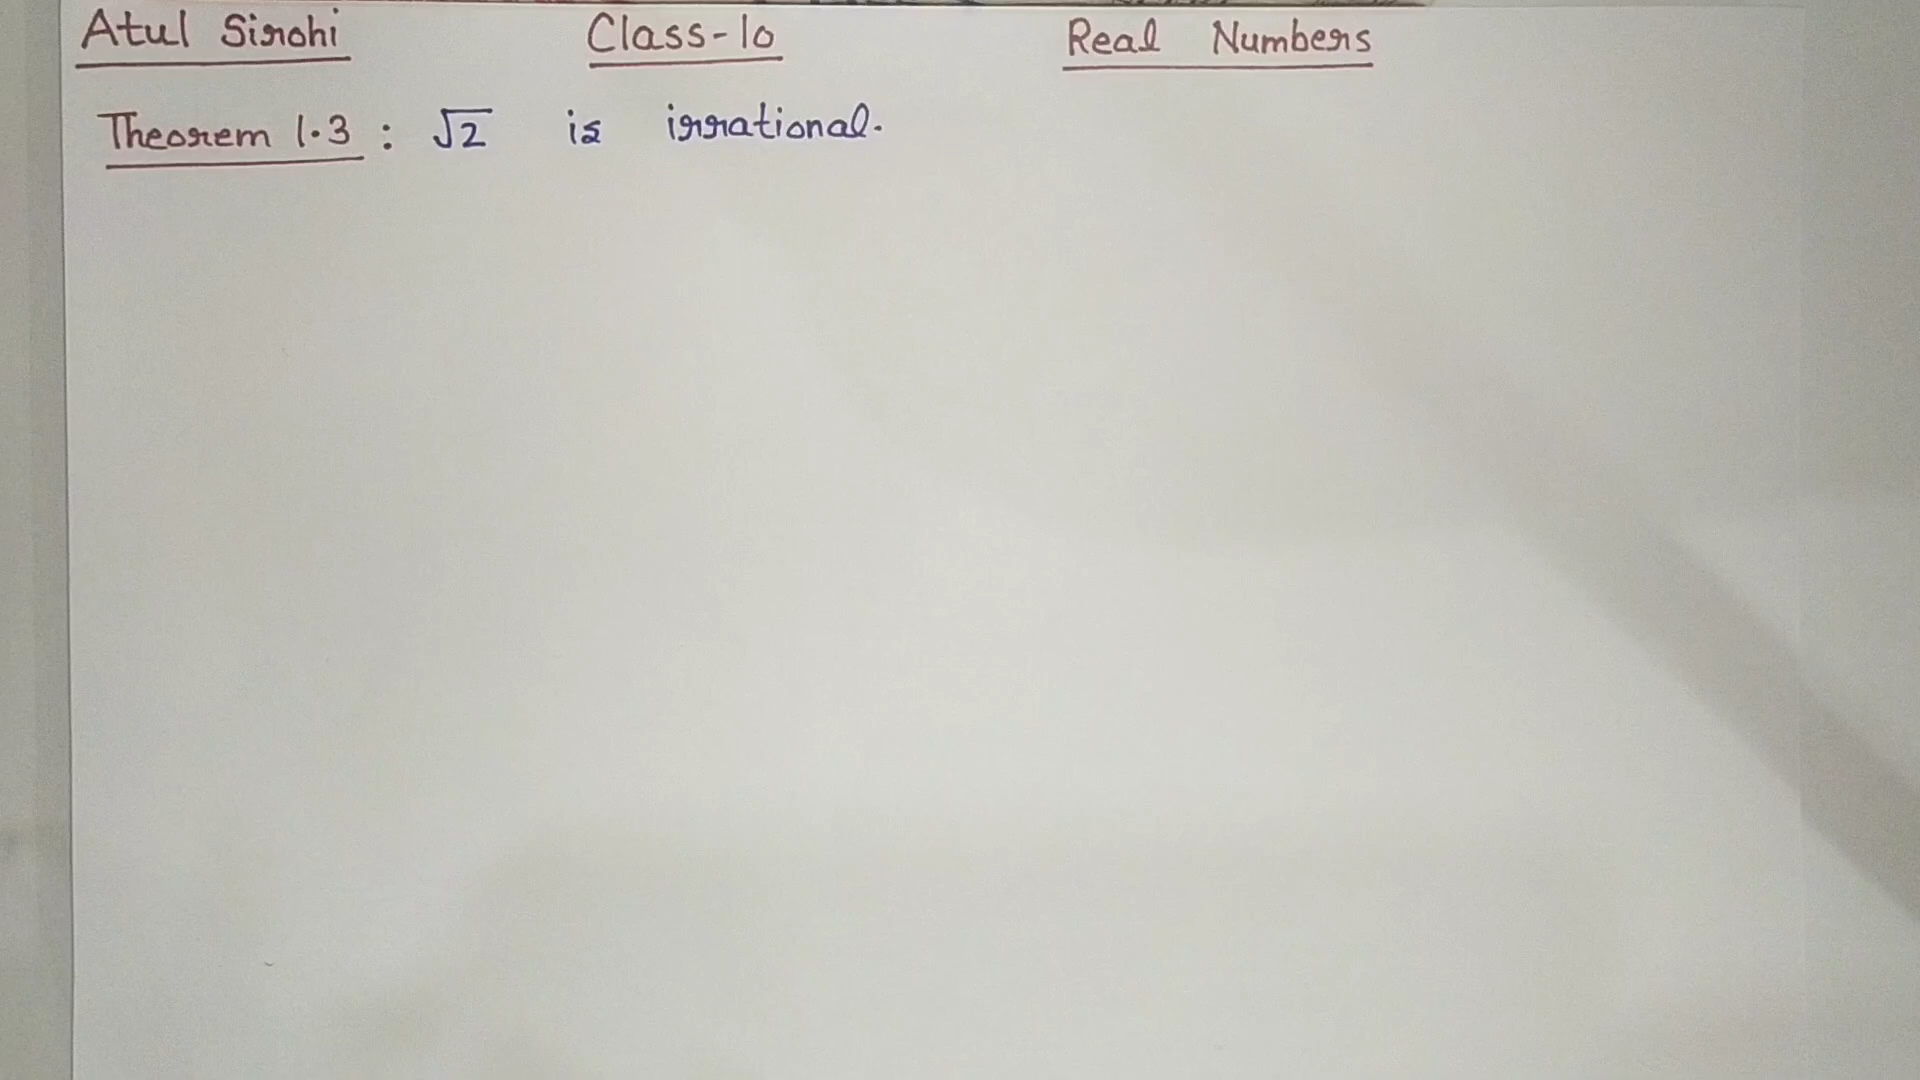 Atul Sirohi Class-10 Real Numbers
Theorem 1.3 : √2 is irrational.